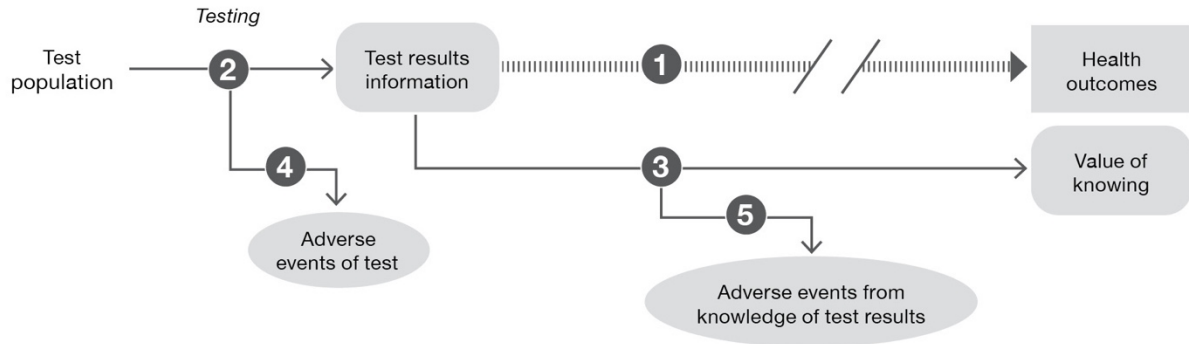 Testing
Test
population
2
Test results
information
1
Health
outcomes
4
3
Value of
knowing
5
Adverse
events of test
Adverse events from
knowledge of test results